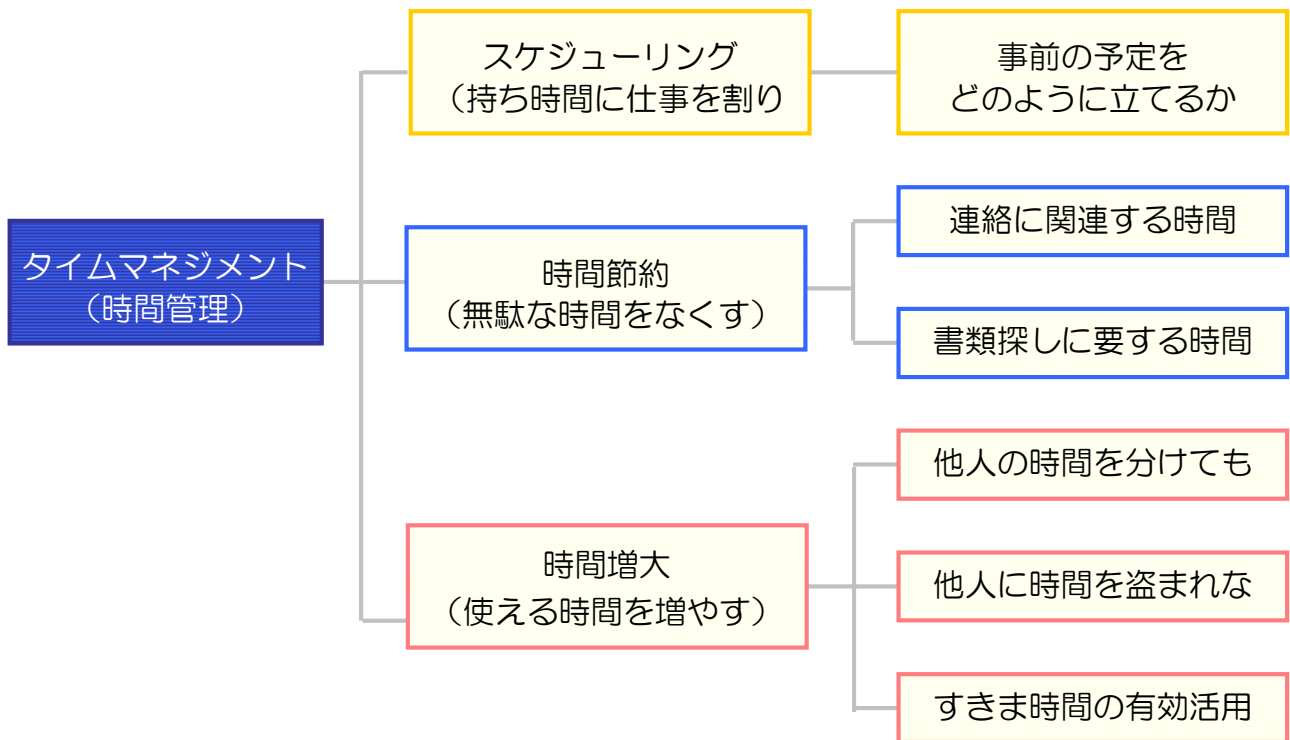 スケジューリング
（持ち時間に仕事を割り
事前の予定を
どのように立てるか
タイムマネジメント
（時間管理）
時間節約
（無駄な時間をなくす）
連絡に関連する時間
書類探しに要する時間
時間増大
（使える時間を増やす）
他人の時間を分けても
他人に時間を盗まれな
すきま時間の有効活用